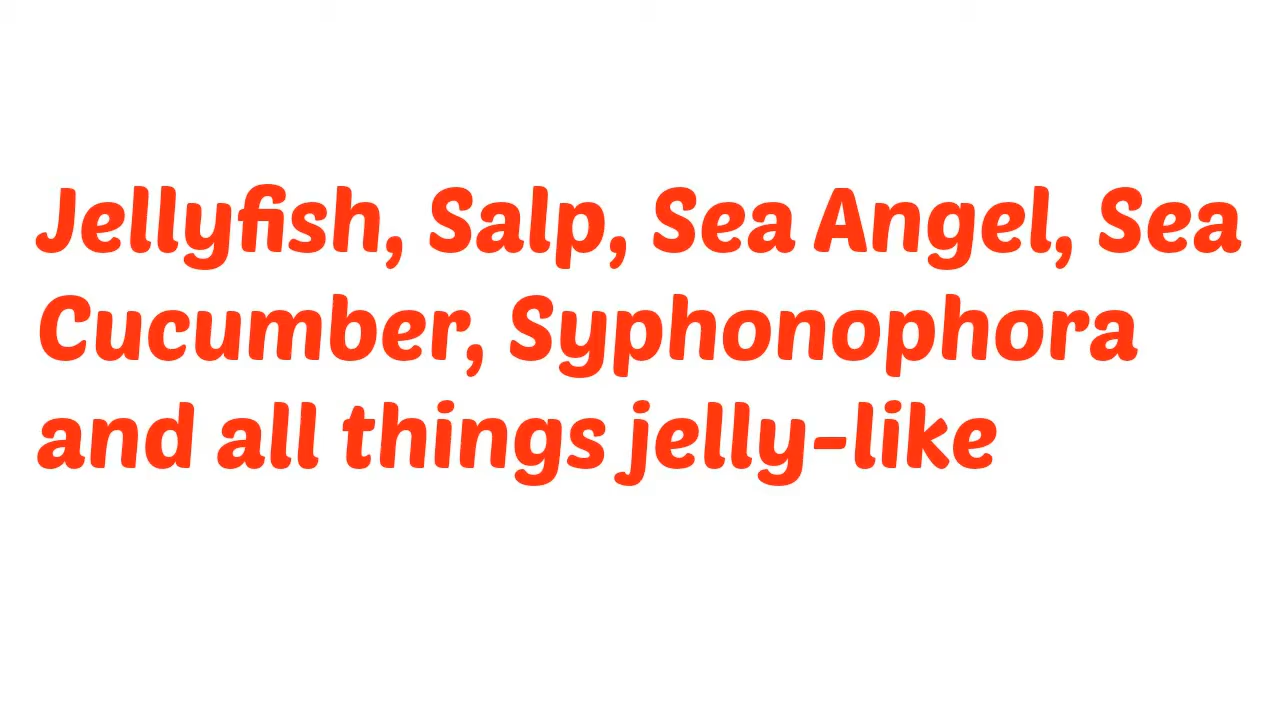 Jellyfish, Salp, Sea Angel, Sea
Cucumber, Syphonophora
and all things jelly-like